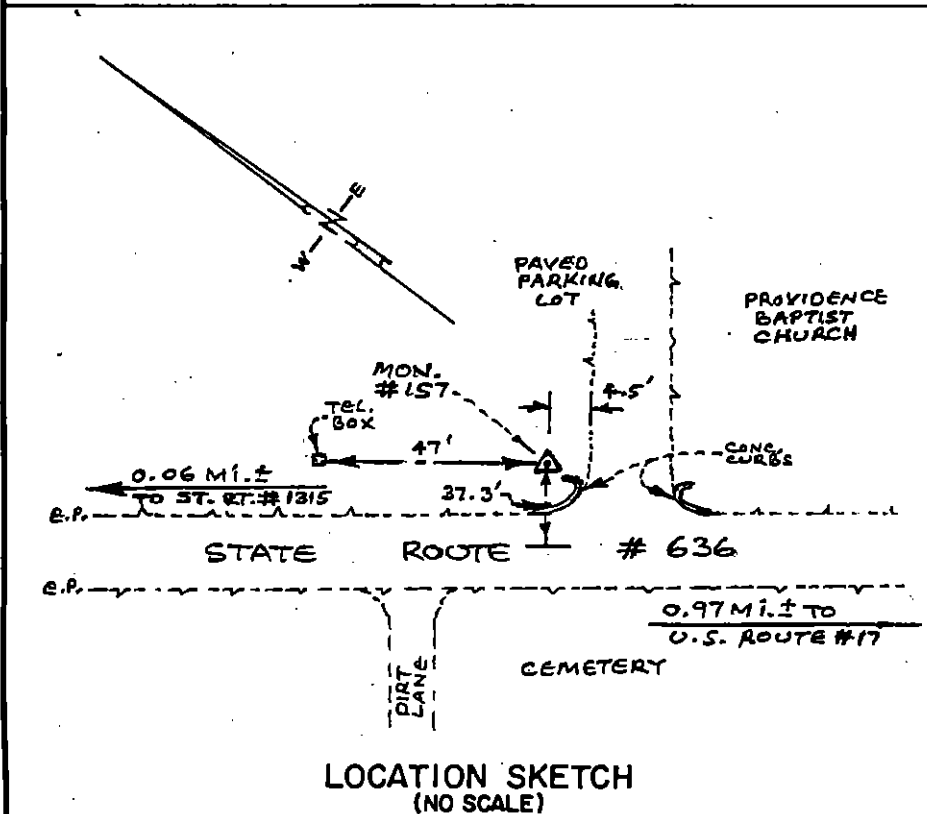 E
N
W
PAVED
PARKING
LOT
PROVIDENCE
BAPTIST
CHURCH
MON.
#157
4.5'
TEL.
BOX
47'
CONC.
CURBS
0.06 Mi.±
TO ST. RT. #1315
37.3'
E.P.
STATE ROUTE # 636
E.P.
0.97 Mi.± TO
U.S. ROUTE #17
DIRT
LANE
CEMETERY
LOCATION SKETCH
(NO SCALE)